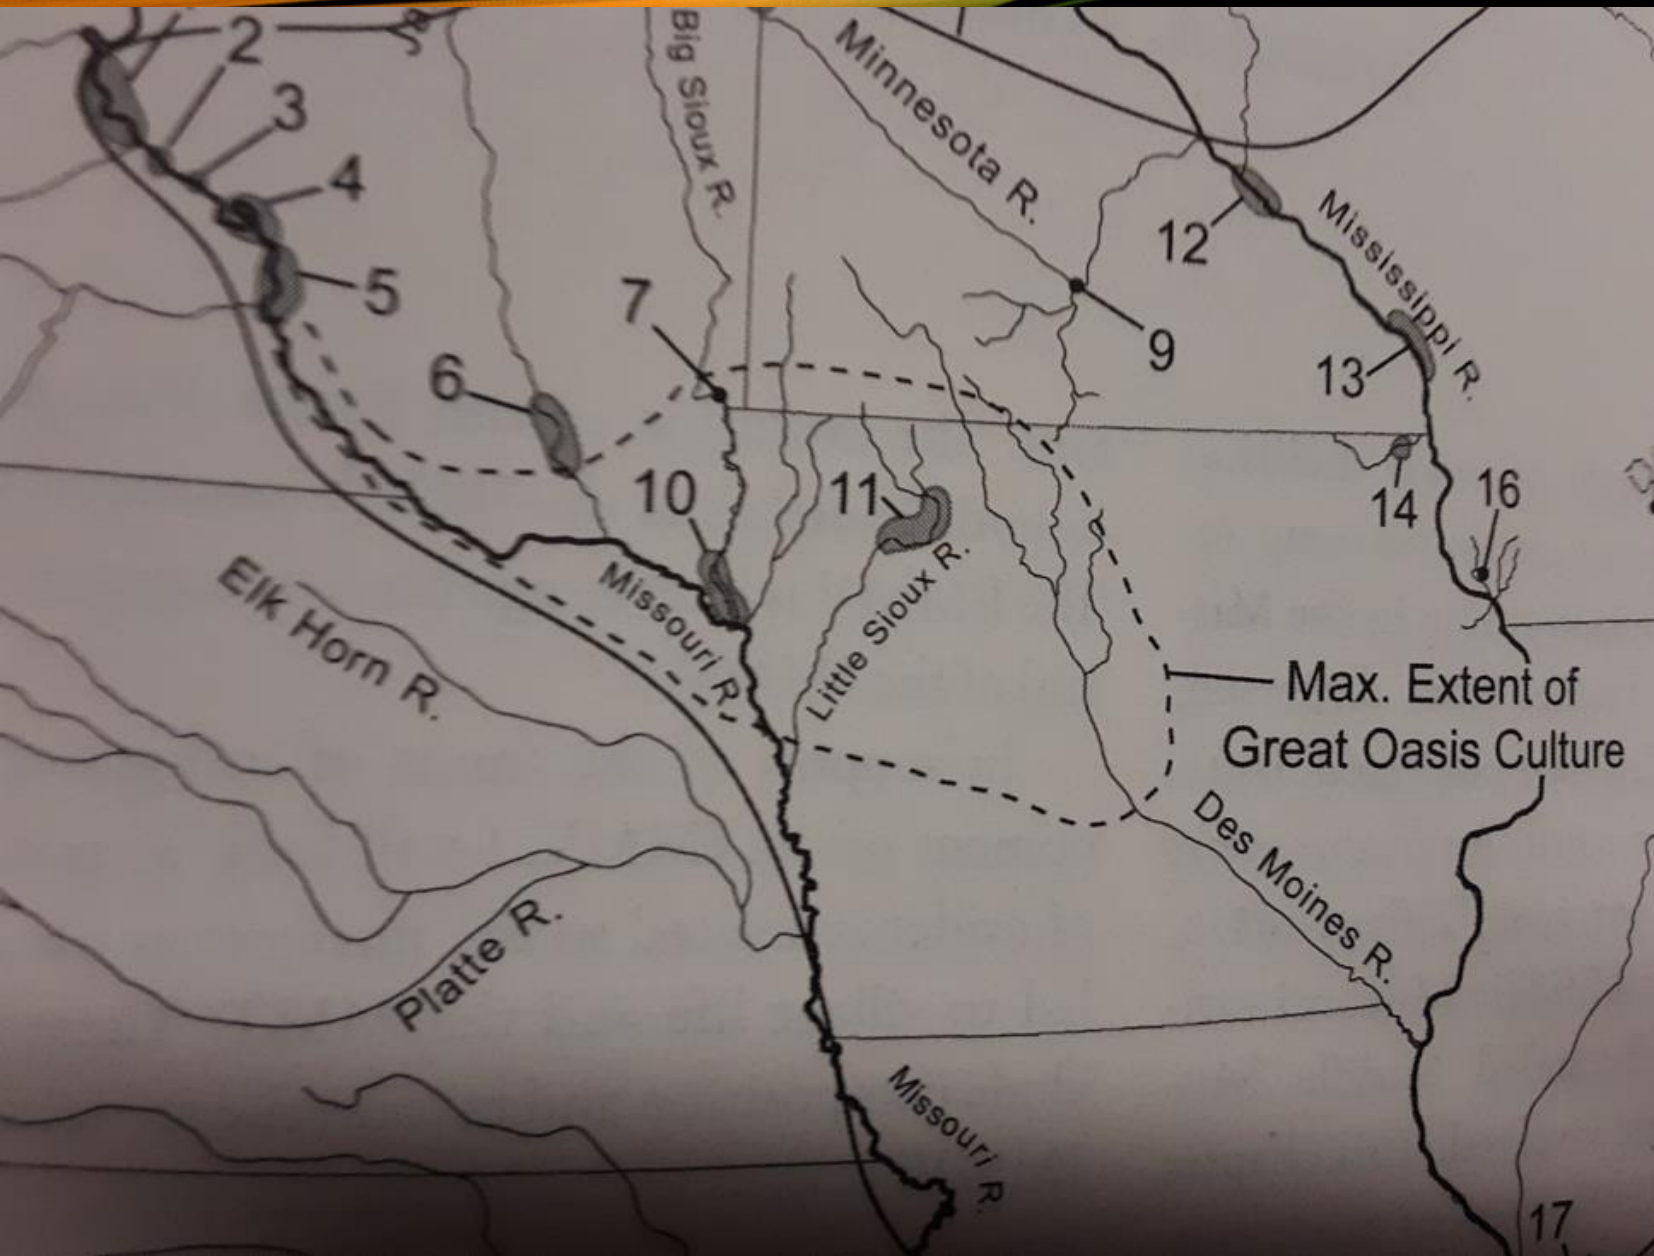 2
3
4
5
Big Sioux R.
Minnesota R.
Mississippi R.
12
7
9
6
13
10
11
14
16
Elk Horn R.
Missouri R.
Little Sioux R.
Max. Extent of
Great Oasis Culture
Des Moines R.
Platte R.
Missouri R.
17